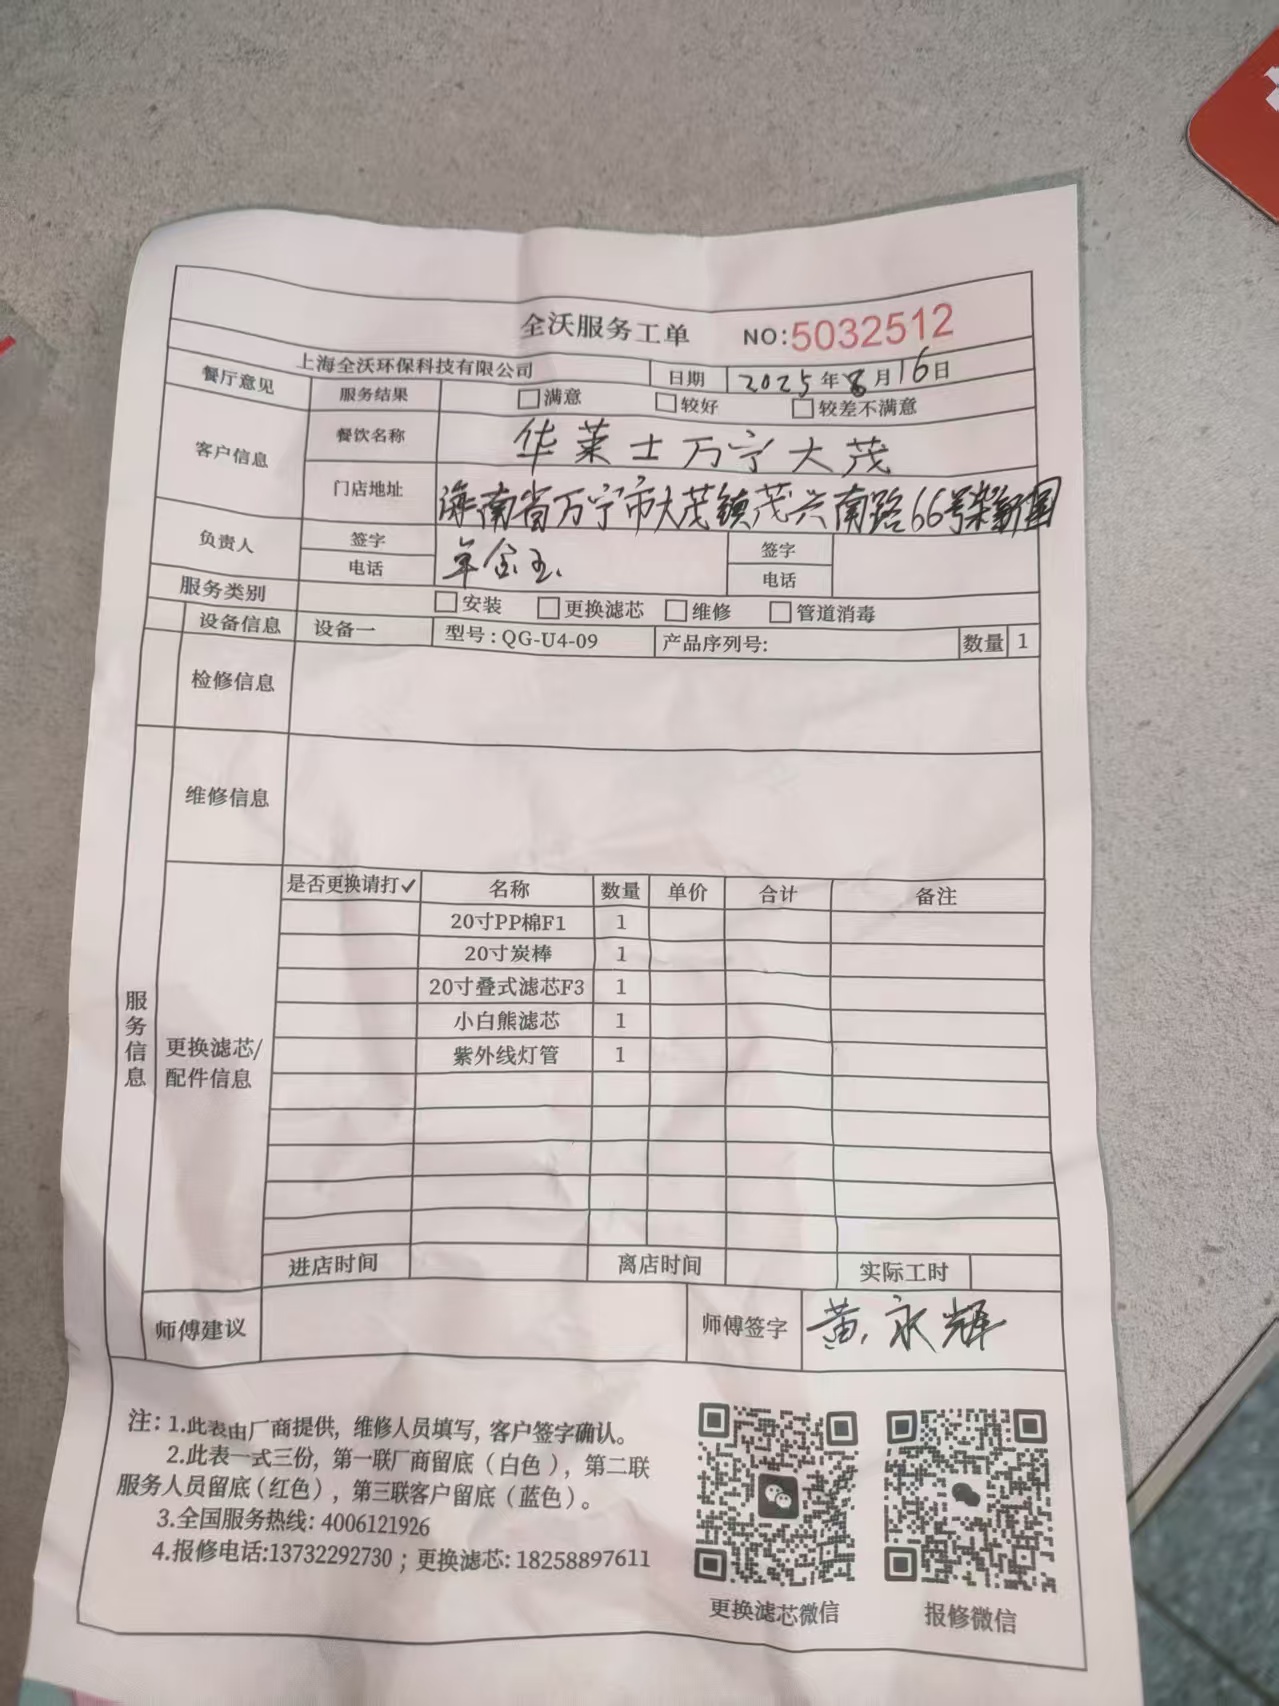 全沃服务工单 NO:5032512
上海全沃环保科技有限公司 日期 2025年8月16日
餐厅意见 服务结果 满意 较好 较差不满意
客户信息 餐饮名称 华莱士万宁大茂
门店地址 海南省万宁市大茂镇茂兴南路66号
负责人 签字 签字
电话 电话
服务类别 安装 更换滤芯 维修 管道消毒
设备信息 设备一 型号:QG-U4-09 产品序列号: 数量 1
检修信息
维修信息
服务信息
更换滤芯/
配件信息
是否更换请打✓ 名称 数量 单价 合计 备注
20寸PP棉F1 1
20寸炭棒 1
20寸叠式滤芯F3 1
小白熊滤芯 1
紫外线灯管 1
进店时间 离店时间 实际工时
师傅建议 师傅签字 黄永辉
注:1.此表由厂商提供,维修人员填写,客户签字确认。
2.此表一式三份,第一联厂商留底(白色),第二联
服务人员留底(红色),第三联客户留底(蓝色)。
3.全国服务热线:4006121926
4.报修电话:13732292730;更换滤芯:18258897611
更换滤芯微信 报修微信